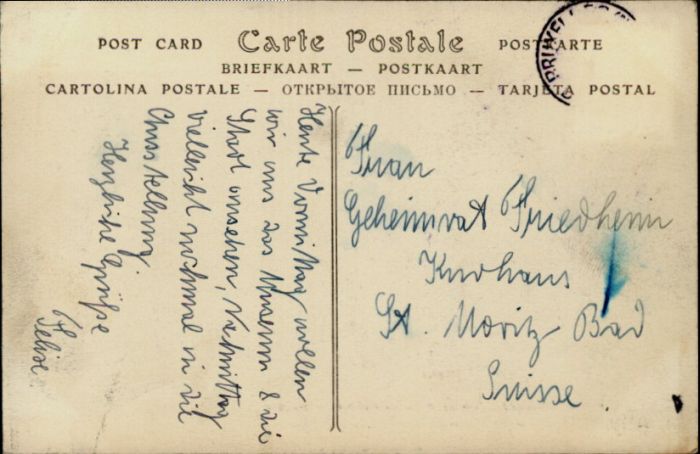 POST CARD Carte Postale POSTKARTE
BRIEFKAART — POSTKAART
CARTOLINA POSTALE — ОТКРЫТОЕ ПИСЬМО — TARJETA POSTAL
Heute Vormittag wollen
wir uns das Museum & die
Stadt ansehen, Nachmittag
vielleicht nochmal in die
Ausstellung
Herzliche Grüße
Frau
Geheimrat Friedheim
Kurhaus
St. Moritz Bad
Suisse